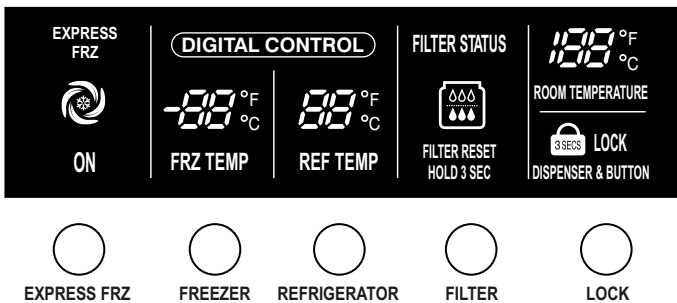 EXPRESS
FRZ
ON
DIGITAL CONTROL
-88 °F
°C
FRZ TEMP
88 °F
°C
REF TEMP
FILTER STATUS
FILTER RESET
HOLD 3 SEC
188 °F
°C
ROOM TEMPERATURE
3 SECS LOCK
DISPENSER & BUTTON
EXPRESS FRZ FREEZER REFRIGERATOR FILTER LOCK